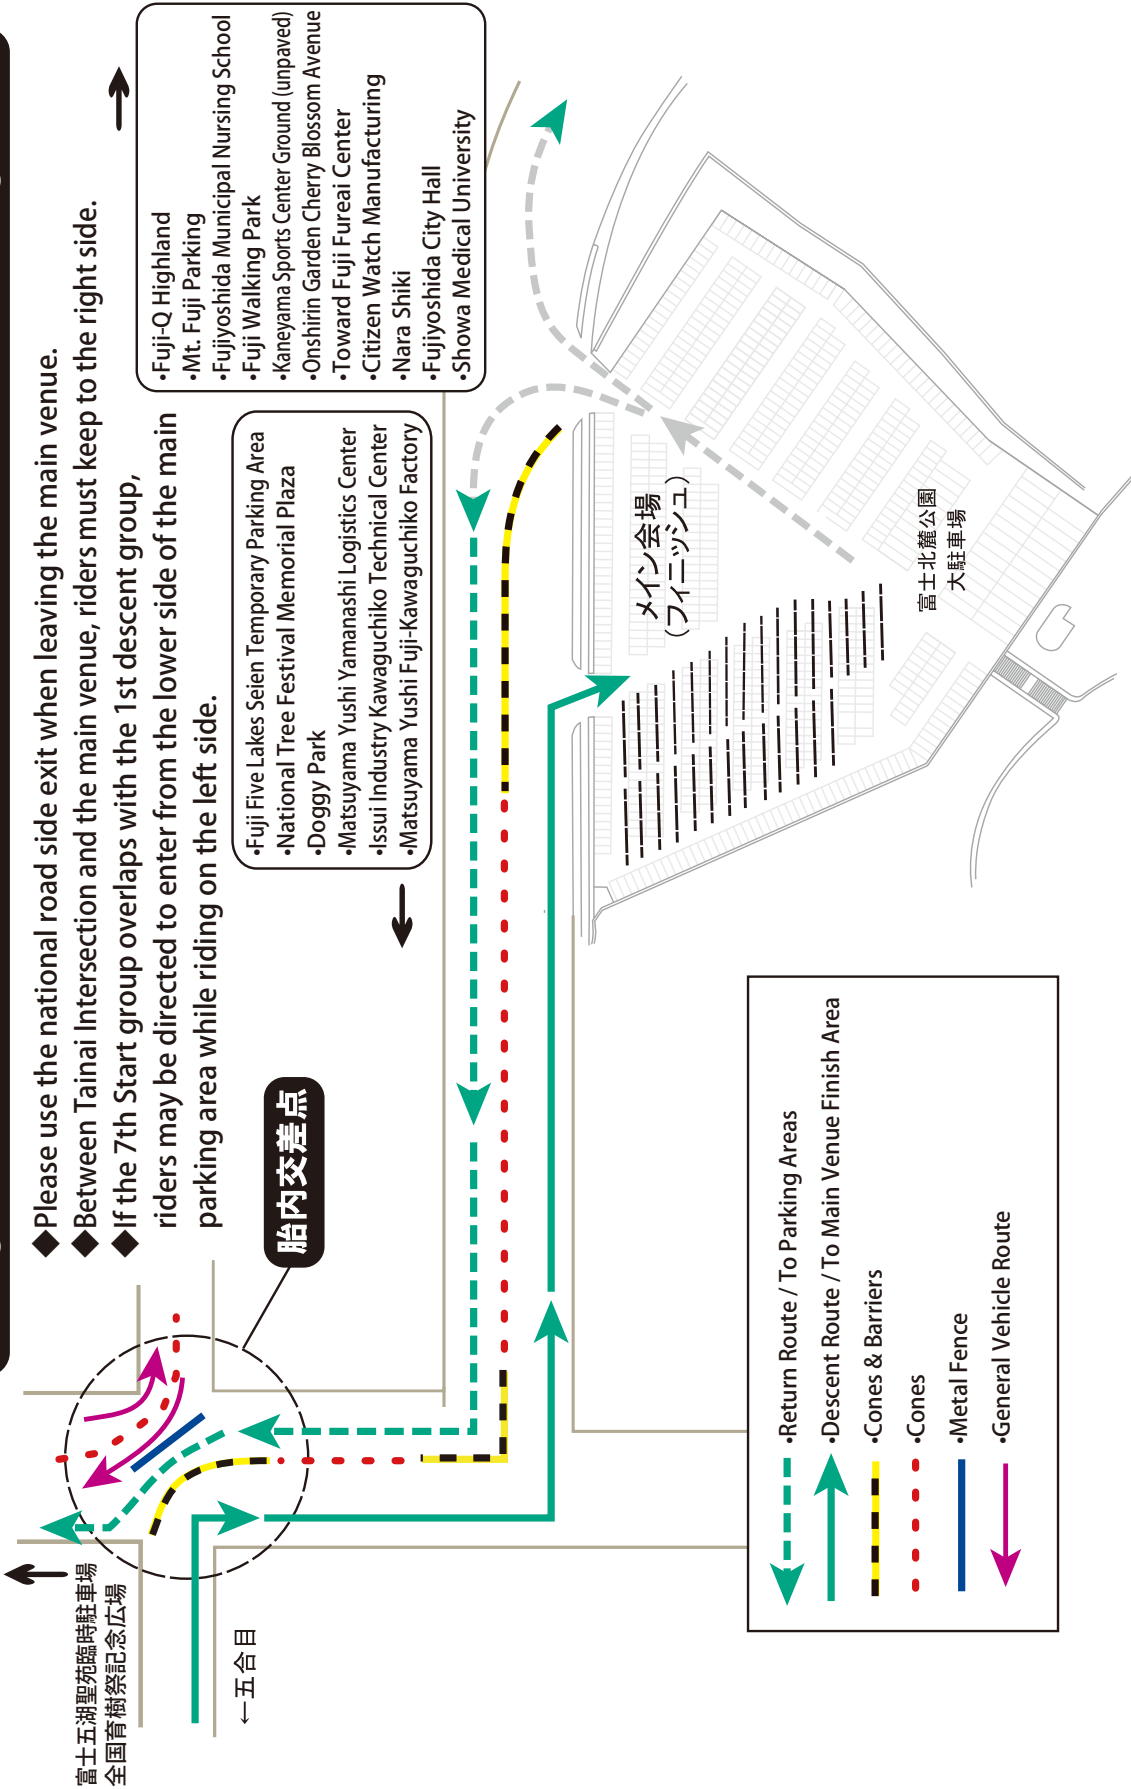 ◆Please use the national road side exit when leaving the main venue.
◆Between Tainai Intersection and the main venue, riders must keep to the right side.
◆If the 7th Start group overlaps with the 1st descent group,
riders may be directed to enter from the lower side of the main
parking area while riding on the left side.
→
•Fuji-Q Highland
•Mt. Fuji Parking
•Fujiyoshida Municipal Nursing School
•Fuji Walking Park
•Kaneyama Sports Center Ground (unpaved)
•Onshirin Garden Cherry Blossom Avenue
•Toward Fuji Fureai Center
•Citizen Watch Manufacturing
•Nara Shiki
•Fujiyoshida City Hall
•Showa Medical University
•Fuji Five Lakes Seien Temporary Parking Area
•National Tree Festival Memorial Plaza
•Doggy Park
•Matsuyama Yushi Yamanashi Logistics Center
•Issui Industry Kawaguchiko Technical Center
•Matsuyama Yushi Fuji-Kawaguchiko Factory
←
胎内交差点
富士五湖聖苑臨時駐車場
全国育樹祭記念広場
←五合目
メイン会場
（フィニッシュ）
富士北麓公園
大駐車場
•Return Route / To Parking Areas
•Descent Route / To Main Venue Finish Area
•Cones & Barriers
•Cones
•Metal Fence
•General Vehicle Route